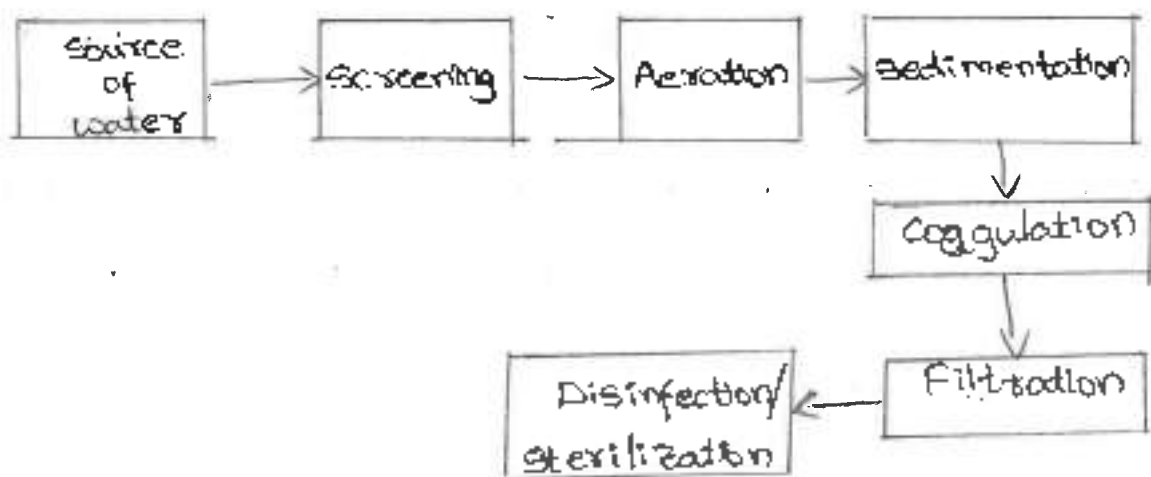 Source
of
water
Screening
Aeration
Sedimentation
Coagulation
Filtration
Disinfection/
Sterilization